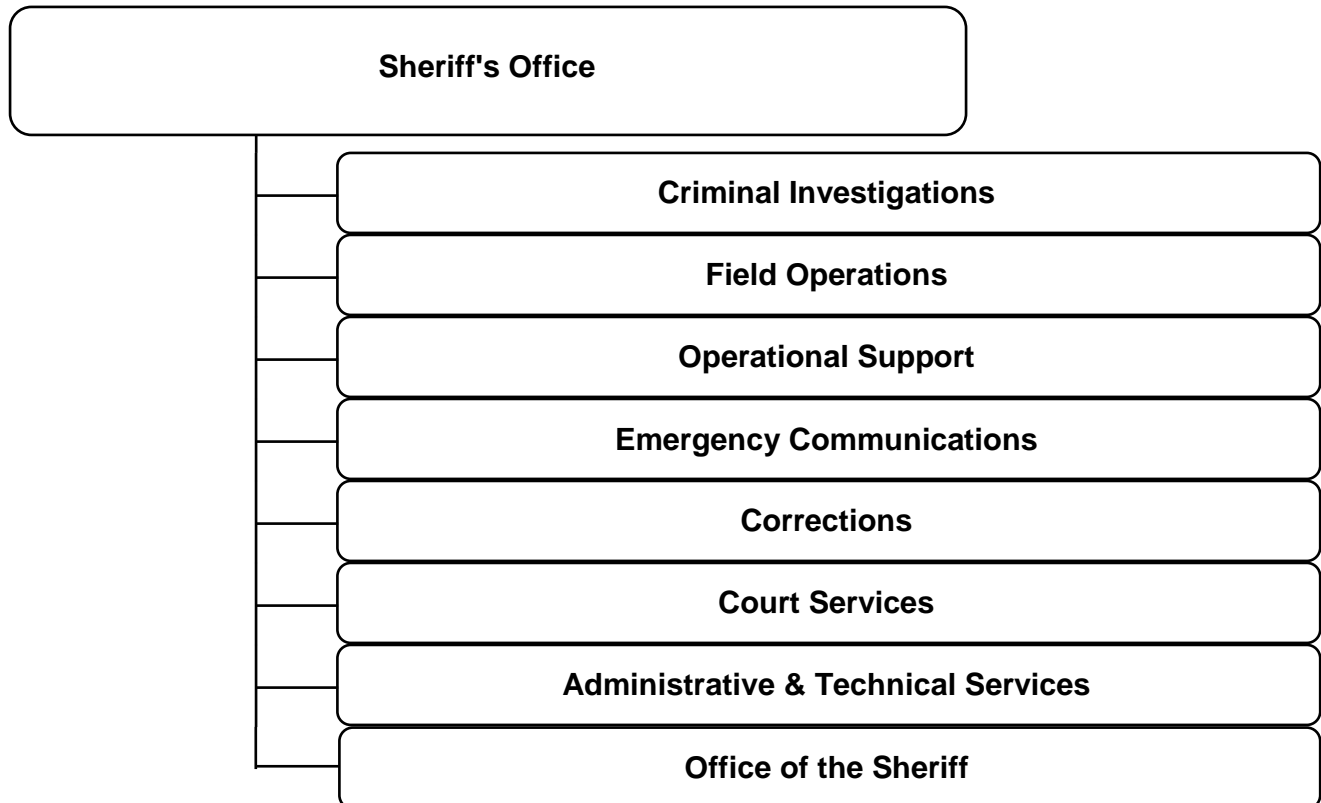 Sheriff's Office
Criminal Investigations
Field Operations
Operational Support
Emergency Communications
Corrections
Court Services
Administrative & Technical Services
Office of the Sheriff